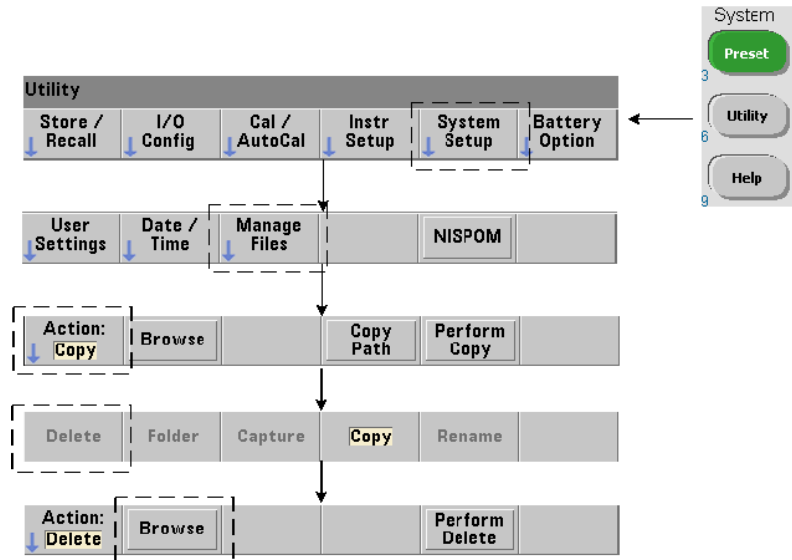 System
Preset
3
Utility
6
Help
9
Utility
Store / Recall
I/O Config
Cal / AutoCal
Instr Setup
System Setup
Battery Option
User Settings
Date / Time
Manage Files
NISPOM
Action: Copy
Browse
Copy Path
Perform Copy
Delete
Folder
Capture
Copy
Rename
Action: Delete
Browse
Perform Delete